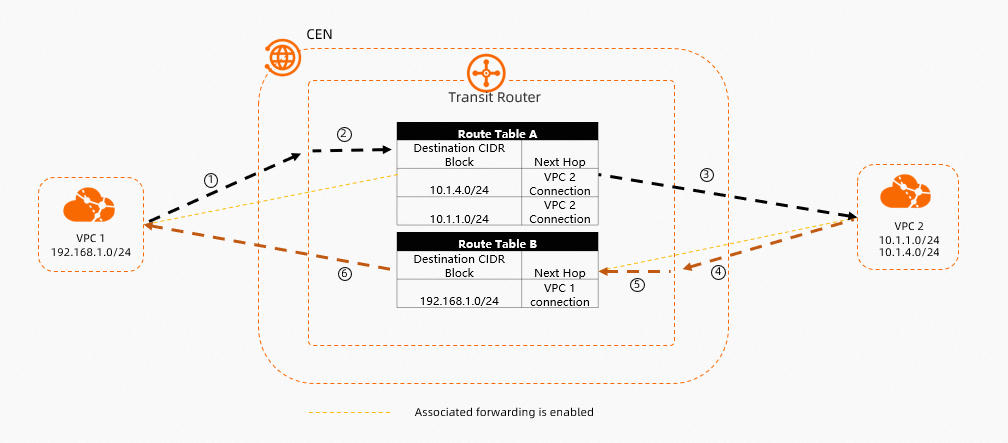 CEN
Transit Router
Route Table A
Destination CIDR
Block
Next Hop
10.1.4.0/24
VPC 2
Connection
10.1.1.0/24
VPC 2
Connection
Route Table B
Destination CIDR
Block
Next Hop
192.168.1.0/24
VPC 1
connection
①
②
③
④
⑤
⑥
VPC 1
192.168.1.0/24
VPC 2
10.1.1.0/24
10.1.4.0/24
Associated forwarding is enabled